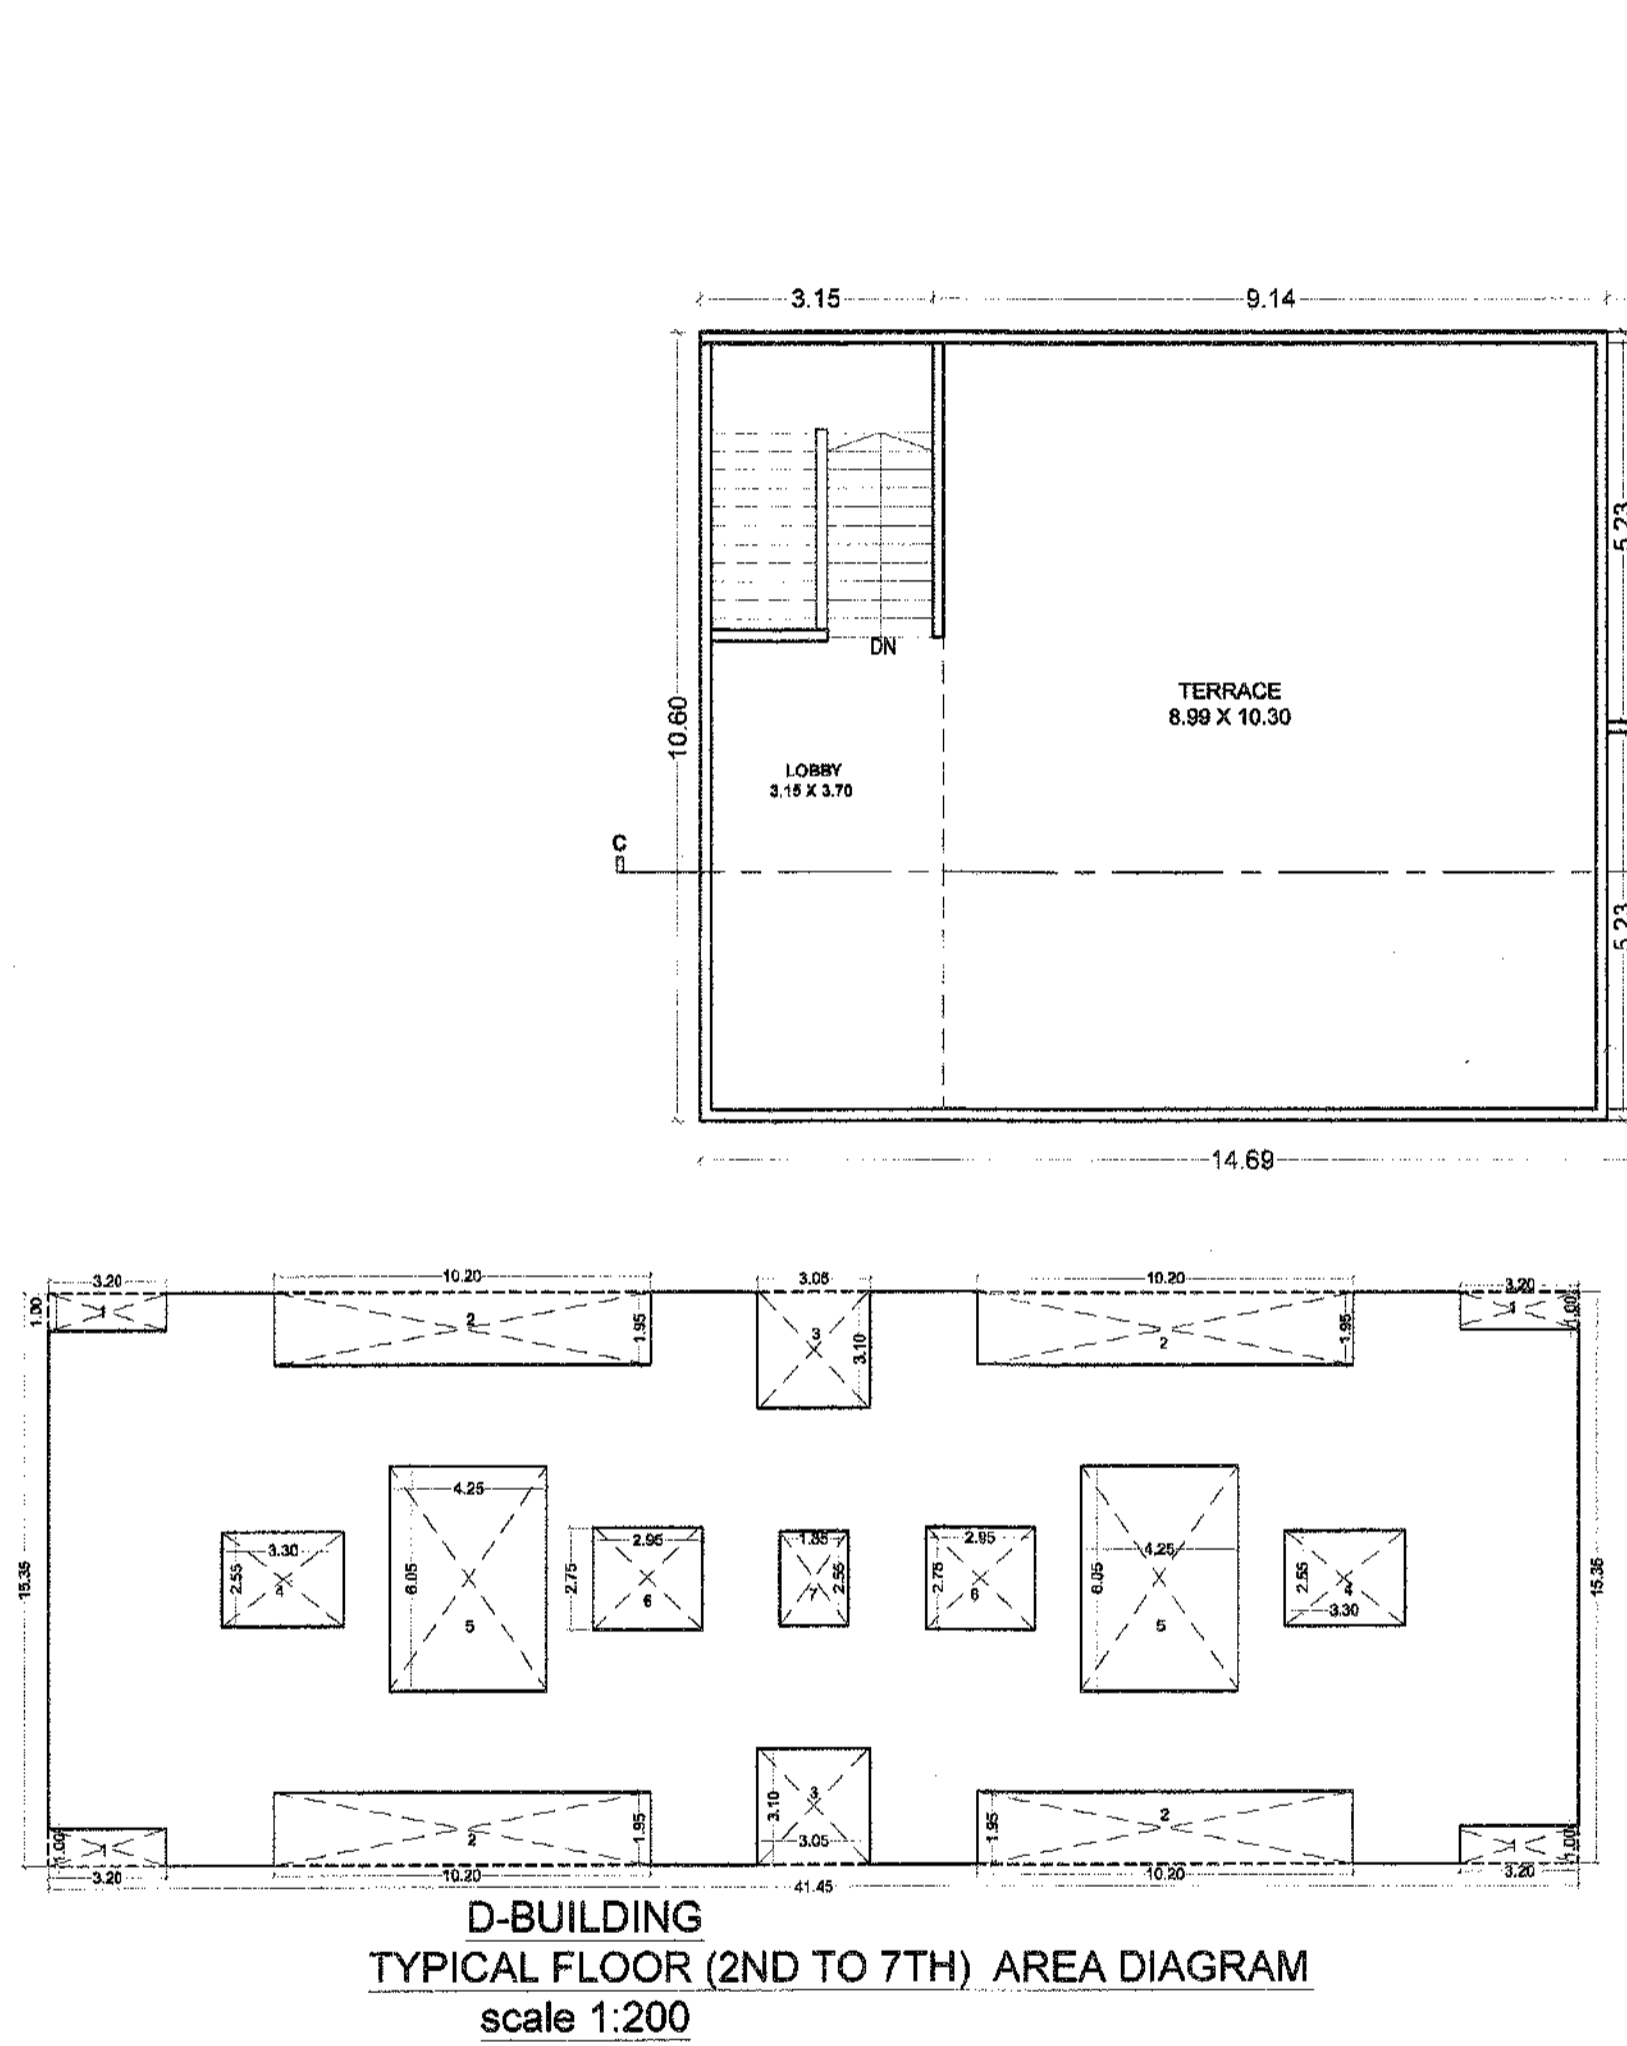 3.15 9.14
5.23
DN
10.60
TERRACE
8.99 X 10.30
LOBBY
3.15 X 3.70
C
5.23
14.69
3.20 10.20 3.05 10.20 3.20
1.00 1 2 1.95 3 3.10 2 1.95 1 1.00
4.25
3.30 2.55 4
6.05 5
2.75 2.95 6
1.85 2.55 7
2.95 2.75 6
4.25 6.05 5
2.55 4 3.30
15.35 15.35
1.00 1 2 1.95 3.10 3 3.05 1.95 2 1 1.00
3.20 10.20 10.20 3.20
41.45
D-BUILDING
TYPICAL FLOOR (2ND TO 7TH) AREA DIAGRAM
scale 1:200